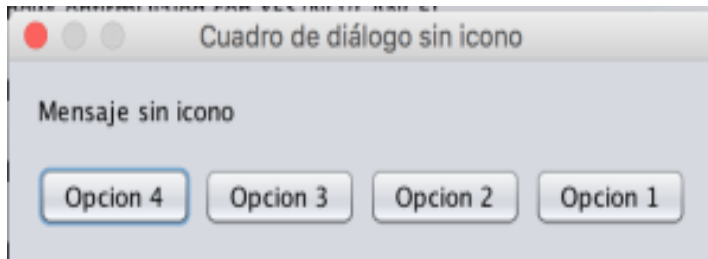 Cuadro de diálogo sin icono
Mensaje sin icono
Opcion 4 Opcion 3 Opcion 2 Opcion 1